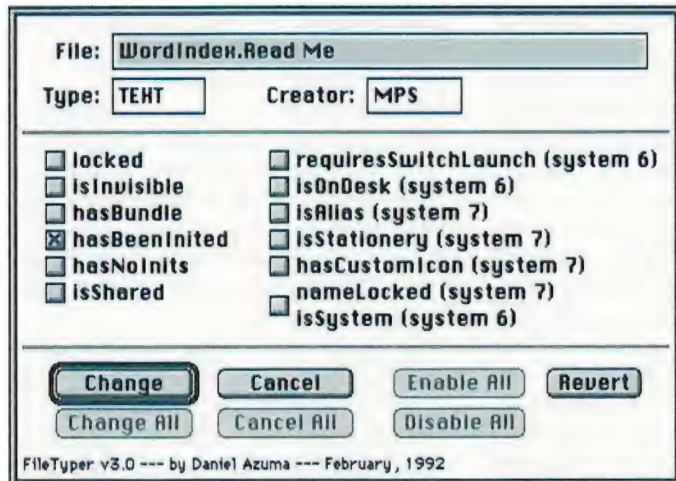 File: WordIndex.Read Me
Type: TEXT Creator: MPS
locked
isInvisible
hasBundle
hasBeenInited
hasNoInits
isShared
requiresSwitchLaunch (system 6)
isOnDesk (system 6)
isAlias (system 7)
isStationery (system 7)
hasCustomIcon (system 7)
nameLocked (system 7)
isSystem (system 6)
Change Cancel Enable All Revert
Change All Cancel All Disable All
FileTyper v3.0 --- by Daniel Azuma --- February, 1992